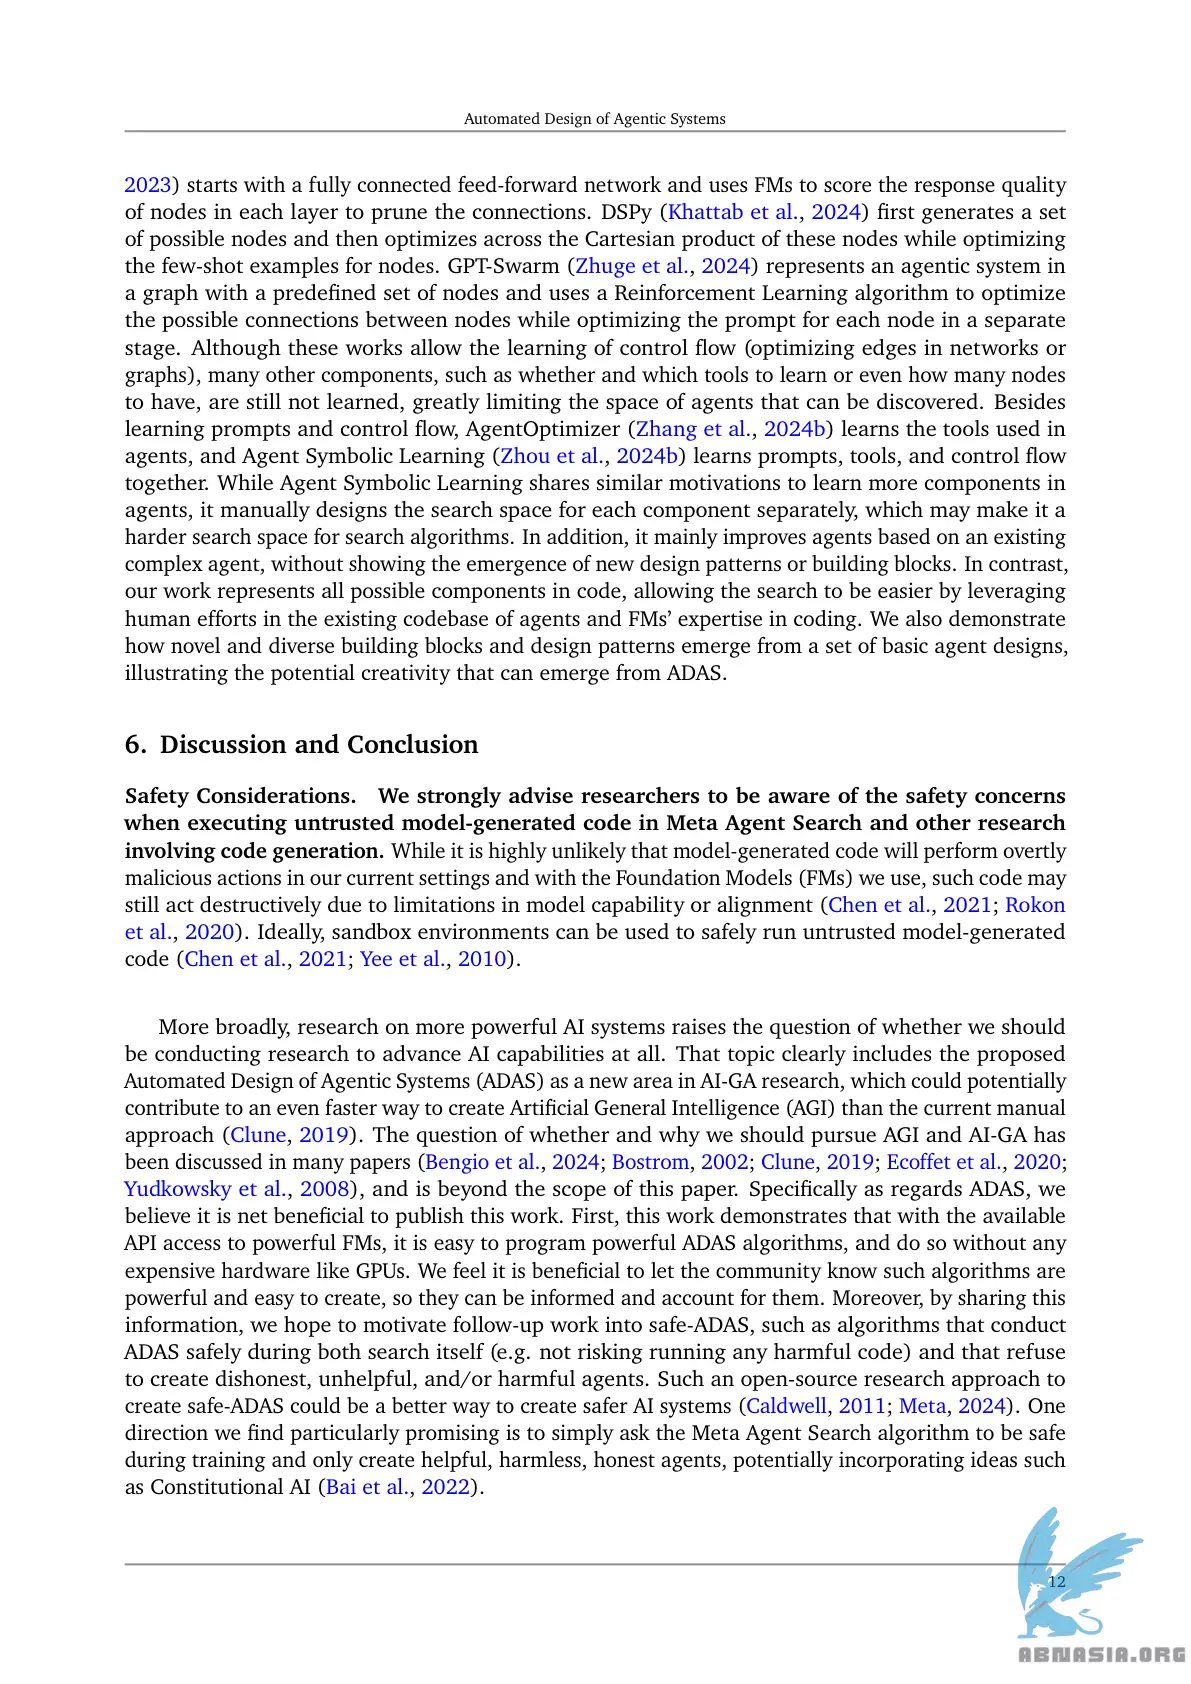 Automated Design of Agentic Systems
2023) starts with a fully connected feed-forward network and uses FMs to score the response quality
of nodes in each layer to prune the connections. DSPy (Khattab et al., 2024) first generates a set
of possible nodes and then optimizes across the Cartesian product of these nodes while optimizing
the few-shot examples for nodes. GPT-Swarm (Zhuge et al., 2024) represents an agentic system in
a graph with a predefined set of nodes and uses a Reinforcement Learning algorithm to optimize
the possible connections between nodes while optimizing the prompt for each node in a separate
stage. Although these works allow the learning of control flow (optimizing edges in networks or
graphs), many other components, such as whether and which tools to learn or even how many nodes
to have, are still not learned, greatly limiting the space of agents that can be discovered. Besides
learning prompts and control flow, AgentOptimizer (Zhang et al., 2024b) learns the tools used in
agents, and Agent Symbolic Learning (Zhou et al., 2024b) learns prompts, tools, and control flow
together. While Agent Symbolic Learning shares similar motivations to learn more components in
agents, it manually designs the search space for each component separately, which may make it a
harder search space for search algorithms. In addition, it mainly improves agents based on an existing
complex agent, without showing the emergence of new design patterns or building blocks. In contrast,
our work represents all possible components in code, allowing the search to be easier by leveraging
human efforts in the existing codebase of agents and FMs’ expertise in coding. We also demonstrate
how novel and diverse building blocks and design patterns emerge from a set of basic agent designs,
illustrating the potential creativity that can emerge from ADAS.
6. Discussion and Conclusion
Safety Considerations. We strongly advise researchers to be aware of the safety concerns
when executing untrusted model-generated code in Meta Agent Search and other research
involving code generation. While it is highly unlikely that model-generated code will perform overtly
malicious actions in our current settings and with the Foundation Models (FMs) we use, such code may
still act destructively due to limitations in model capability or alignment (Chen et al., 2021; Rokon
et al., 2020). Ideally, sandbox environments can be used to safely run untrusted model-generated
code (Chen et al., 2021; Yee et al., 2010).
More broadly, research on more powerful AI systems raises the question of whether we should
be conducting research to advance AI capabilities at all. That topic clearly includes the proposed
Automated Design of Agentic Systems (ADAS) as a new area in AI-GA research, which could potentially
contribute to an even faster way to create Artificial General Intelligence (AGI) than the current manual
approach (Clune, 2019). The question of whether and why we should pursue AGI and AI-GA has
been discussed in many papers (Bengio et al., 2024; Bostrom, 2002; Clune, 2019; Ecoffet et al., 2020;
Yudkowsky et al., 2008), and is beyond the scope of this paper. Specifically as regards ADAS, we
believe it is net beneficial to publish this work. First, this work demonstrates that with the available
API access to powerful FMs, it is easy to program powerful ADAS algorithms, and do so without any
expensive hardware like GPUs. We feel it is beneficial to let the community know such algorithms are
powerful and easy to create, so they can be informed and account for them. Moreover, by sharing this
information, we hope to motivate follow-up work into safe-ADAS, such as algorithms that conduct
ADAS safely during both search itself (e.g. not risking running any harmful code) and that refuse
to create dishonest, unhelpful, and/or harmful agents. Such an open-source research approach to
create safe-ADAS could be a better way to create safer AI systems (Caldwell, 2011; Meta, 2024). One
direction we find particularly promising is to simply ask the Meta Agent Search algorithm to be safe
during training and only create helpful, harmless, honest agents, potentially incorporating ideas such
as Constitutional AI (Bai et al., 2022).
12
ABNASIA.ORG